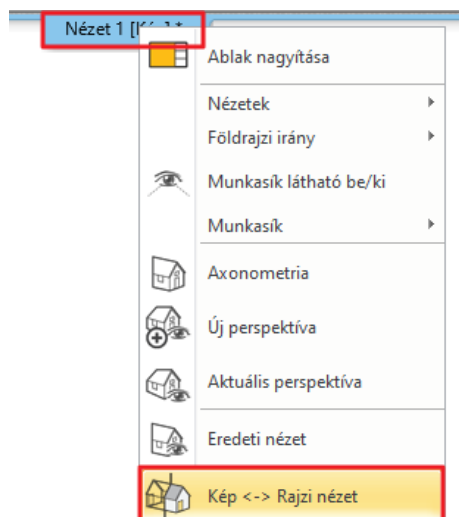 Nézet 1
Ablak nagyítása
Nézetek
Földrajzi irány
Munkasík látható be/ki
Munkasík
Axonometria
Új perspektíva
Aktuális perspektíva
Eredeti nézet
Kép <-> Rajzi nézet